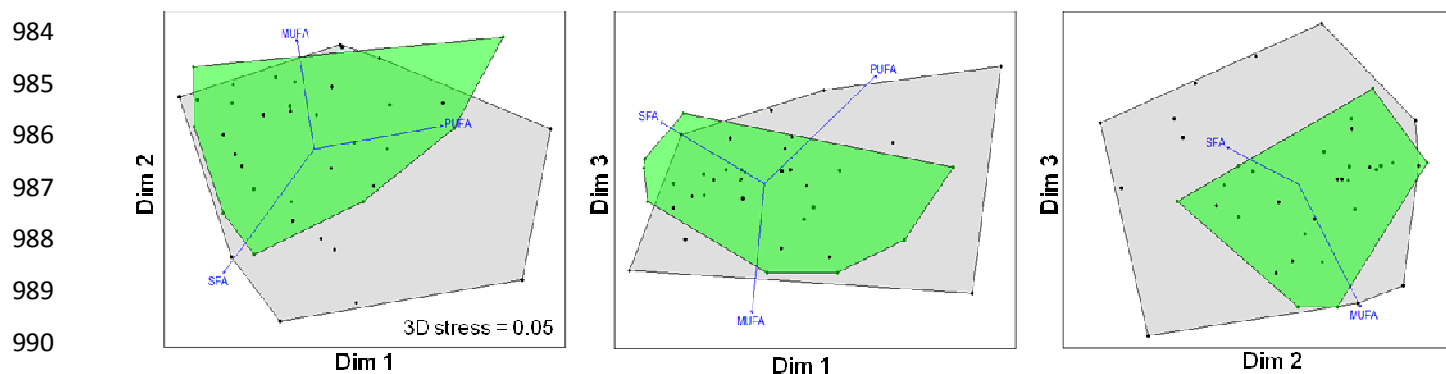 984
985
986
987
988
989
990
Dim 2
MUFA
PUFA
SFA
3D stress = 0.05
Dim 1
Dim 3
PUFA
SFA
MUFA
Dim 1
Dim 3
SFA
MUFA
Dim 2